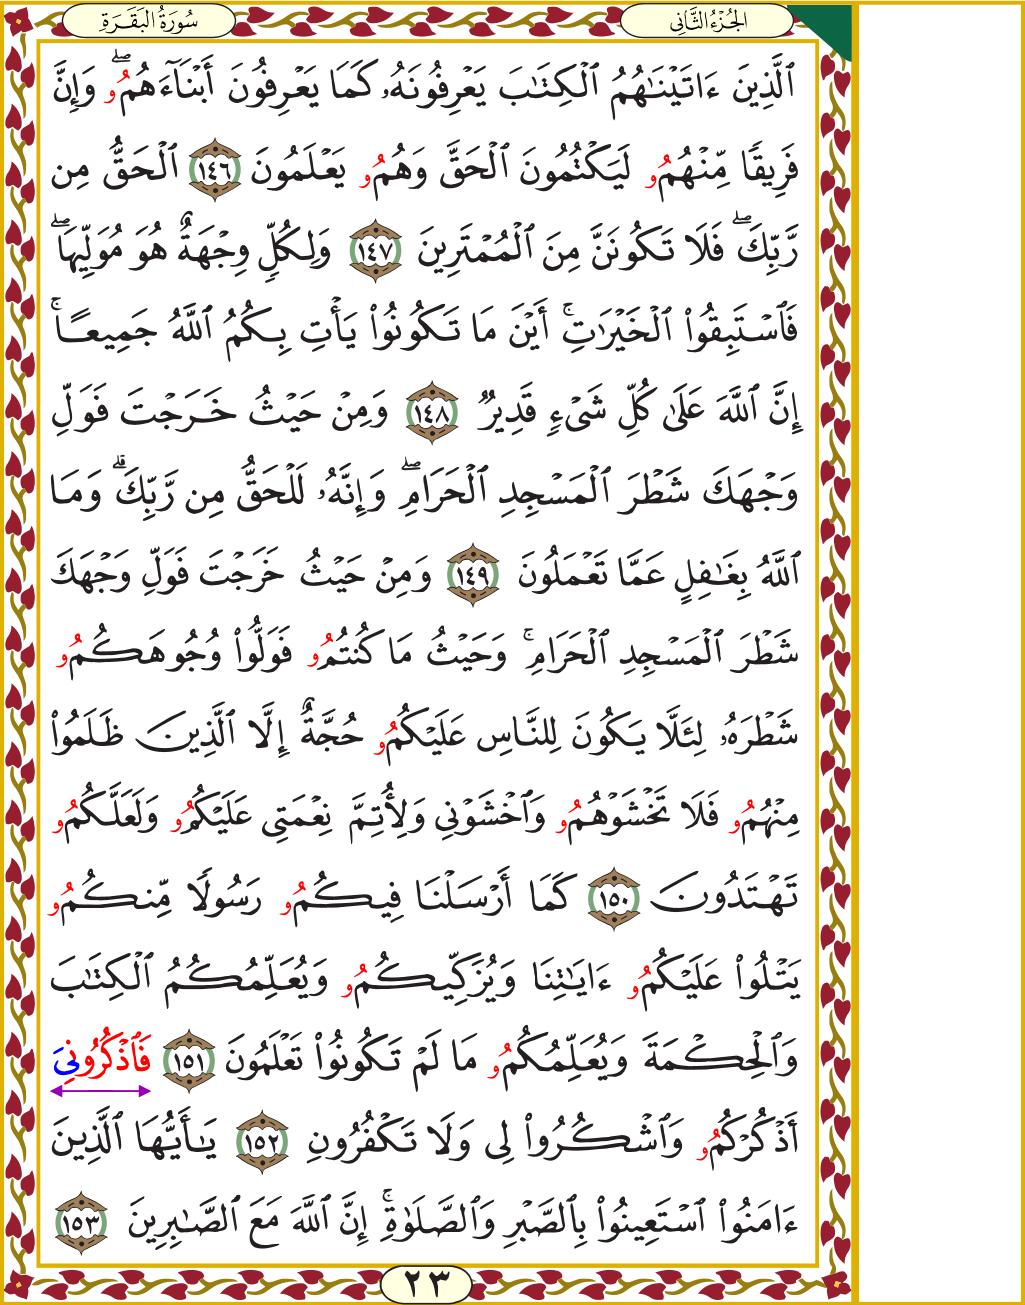 سُورَةُ البَقَرَةِ
الجُزْءُ الثَّانِي
ٱلَّذِينَ ءَاتَيْنَٰهُمُ ٱلْكِتَٰبَ يَعْرِفُونَهُۥ كَمَا يَعْرِفُونَ أَبْنَآءَهُمُۥۖ وَإِنَّ
فَرِيقًا مِّنْهُمُۥ لَيَكْتُمُونَ ٱلْحَقَّ وَهُمُۥ يَعْلَمُونَ ١٤٦ ٱلْحَقُّ مِن
رَّبِّكَۖ فَلَا تَكُونَنَّ مِنَ ٱلْمُمْتَرِينَ ١٤٧ وَلِكُلٍّ وِجْهَةٌ هُوَ مُوَلِّيهَاۖ
فَٱسْتَبِقُوا۟ ٱلْخَيْرَٰتِۚ أَيْنَ مَا تَكُونُوا۟ يَأْتِ بِكُمُ ٱللَّهُ جَمِيعًاۚ
إِنَّ ٱللَّهَ عَلَىٰ كُلِّ شَىْءٍ قَدِيرٌ ١٤٨ وَمِنْ حَيْثُ خَرَجْتَ فَوَلِّ
وَجْهَكَ شَطْرَ ٱلْمَسْجِدِ ٱلْحَرَامِۖ وَإِنَّهُۥ لَلْحَقُّ مِن رَّبِّكَۗ وَمَا
ٱللَّهُ بِغَٰفِلٍ عَمَّا تَعْمَلُونَ ١٤٩ وَمِنْ حَيْثُ خَرَجْتَ فَوَلِّ وَجْهَكَ
شَطْرَ ٱلْمَسْجِدِ ٱلْحَرَامِۚ وَحَيْثُ مَا كُنتُمُۥ فَوَلُّوا۟ وُجُوهَكُمُۥ
شَطْرَهُۥ لِئَلَّا يَكُونَ لِلنَّاسِ عَلَيْكُمُۥ حُجَّةٌ إِلَّا ٱلَّذِينَ ظَلَمُوا۟
مِنْهُمُۥ فَلَا تَخْشَوْهُمُۥ وَٱخْشَوْنِى وَلِأُتِمَّ نِعْمَتِى عَلَيْكُمُۥ وَلَعَلَّكُمُۥ
تَهْتَدُونَ ١٥٠ كَمَا أَرْسَلْنَا فِيكُمُۥ رَسُولًا مِّنكُمُۥ
يَتْلُوا۟ عَلَيْكُمُۥ ءَايَٰتِنَا وَيُزَكِّيكُمُۥ وَيُعَلِّمُكُمُ ٱلْكِتَٰبَ
وَٱلْحِكْمَةَ وَيُعَلِّمُكُمُۥ مَا لَمْ تَكُونُوا۟ تَعْلَمُونَ ١٥١ فَٱذْكُرُونِىَ
أَذْكُرْكُمُۥ وَٱشْكُرُوا۟ لِى وَلَا تَكْفُرُونِ ١٥٢ يَٰأَيُّهَا ٱلَّذِينَ
ءَامَنُوا۟ ٱسْتَعِينُوا۟ بِٱلصَّبْرِ وَٱلصَّلَوٰةِۚ إِنَّ ٱللَّهَ مَعَ ٱلصَّٰبِرِينَ ١٥٣
٢٣